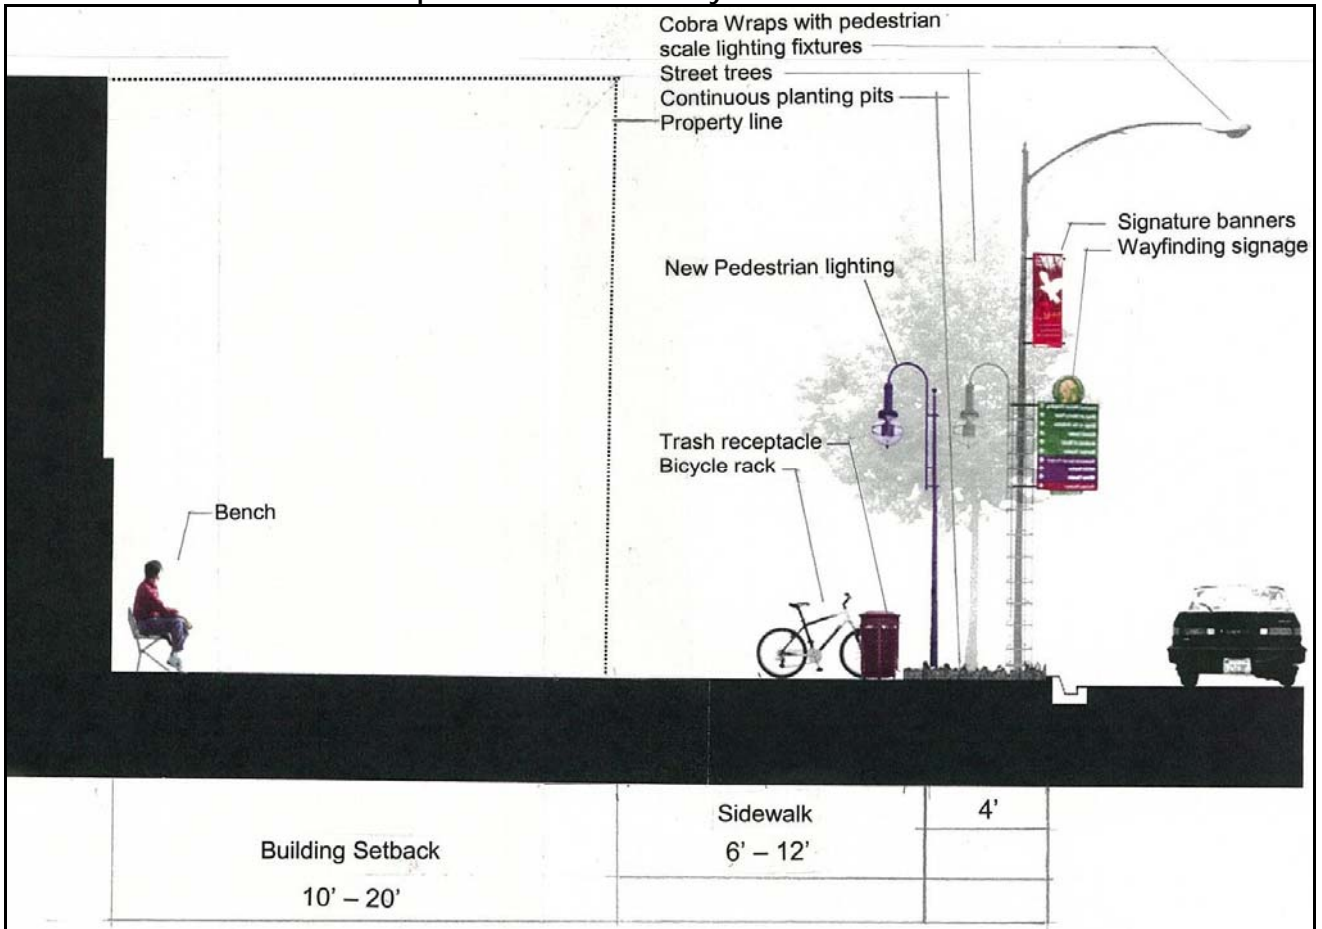 Cobra Wraps with pedestrian
scale lighting fixtures
Street trees
Continuous planting pits
Property line
Signature banners
Wayfinding signage
New Pedestrian lighting
Trash receptacle
Bicycle rack
Bench
Sidewalk
6’ – 12’
4’
Building Setback
10’ – 20’